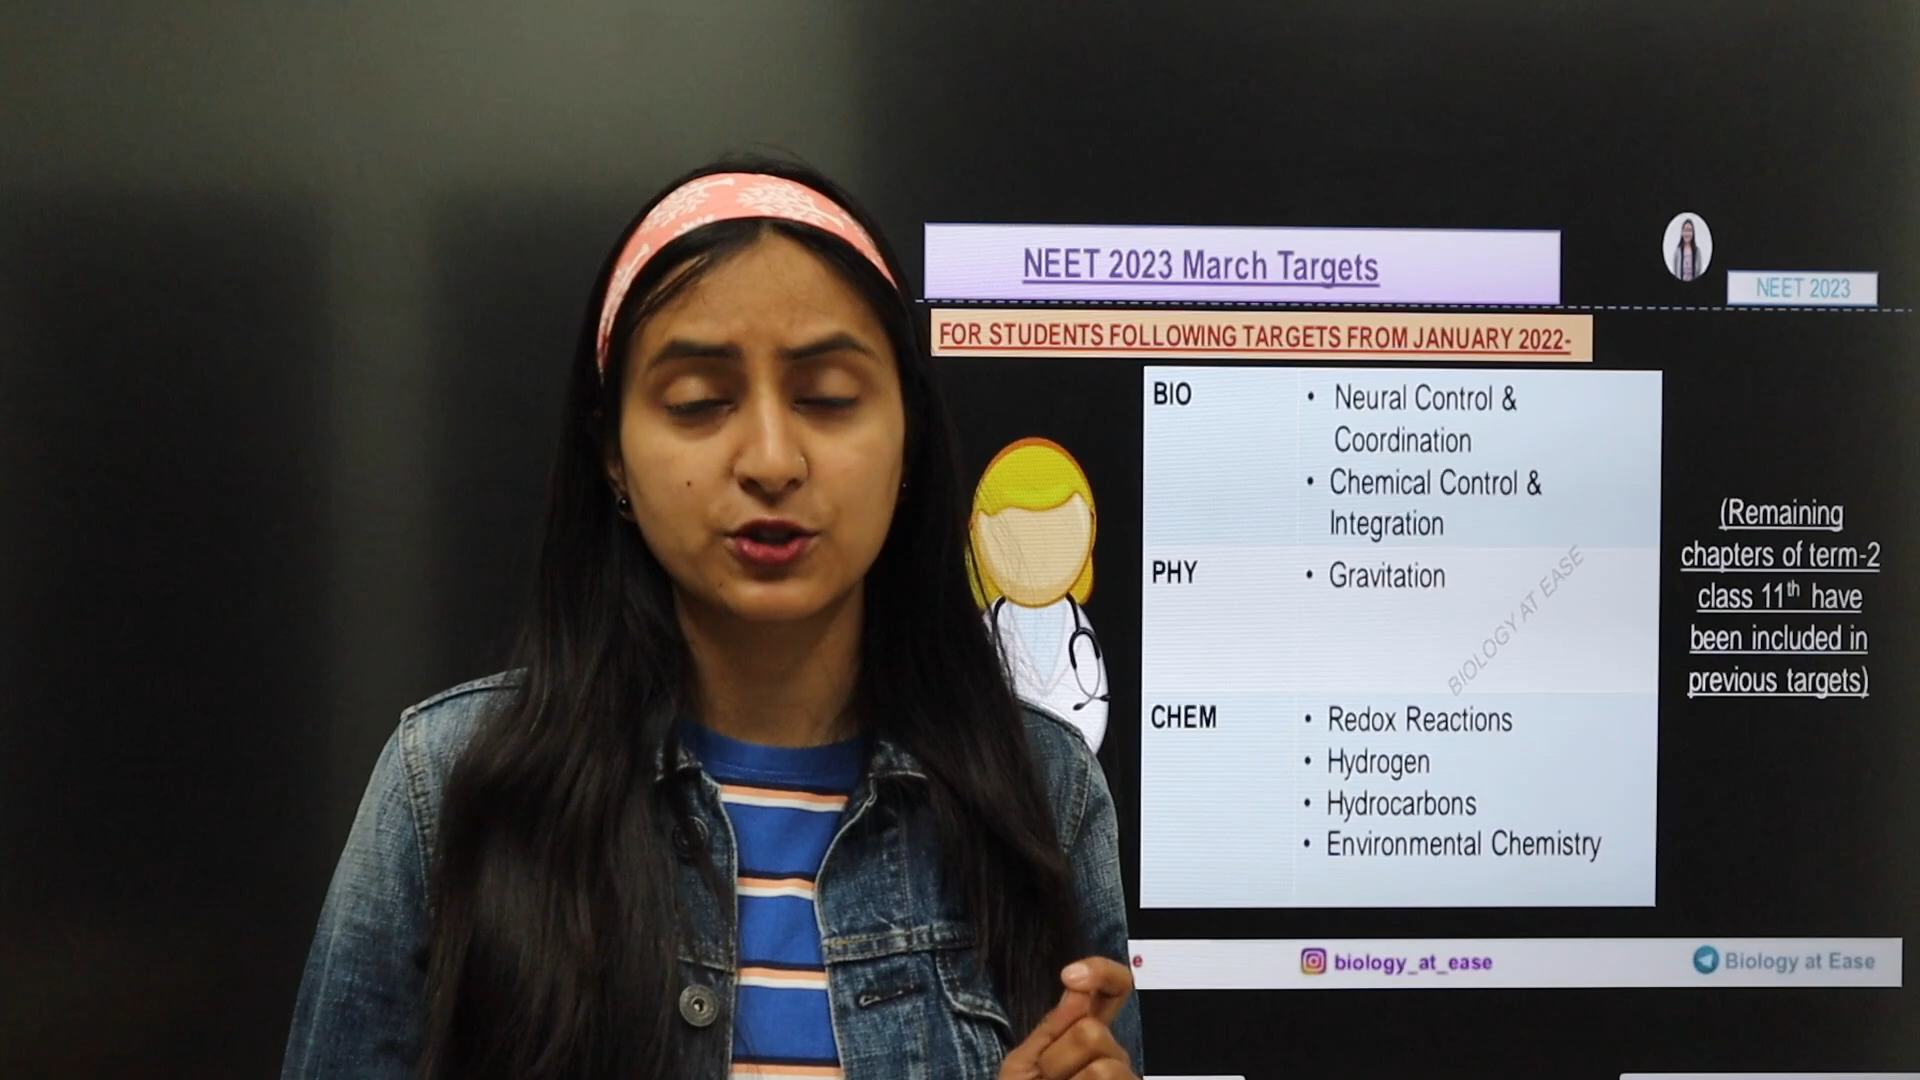 NEET 2023 March Targets
NEET 2023
FOR STUDENTS FOLLOWING TARGETS FROM JANUARY 2022-
BIO
• Neural Control &
Coordination
• Chemical Control &
Integration
PHY
• Gravitation
CHEM
• Redox Reactions
• Hydrogen
• Hydrocarbons
• Environmental Chemistry
BIOLOGY AT EASE
(Remaining
chapters of term-2
class 11th have
been included in
previous targets)
e
biology_at_ease
Biology at Ease